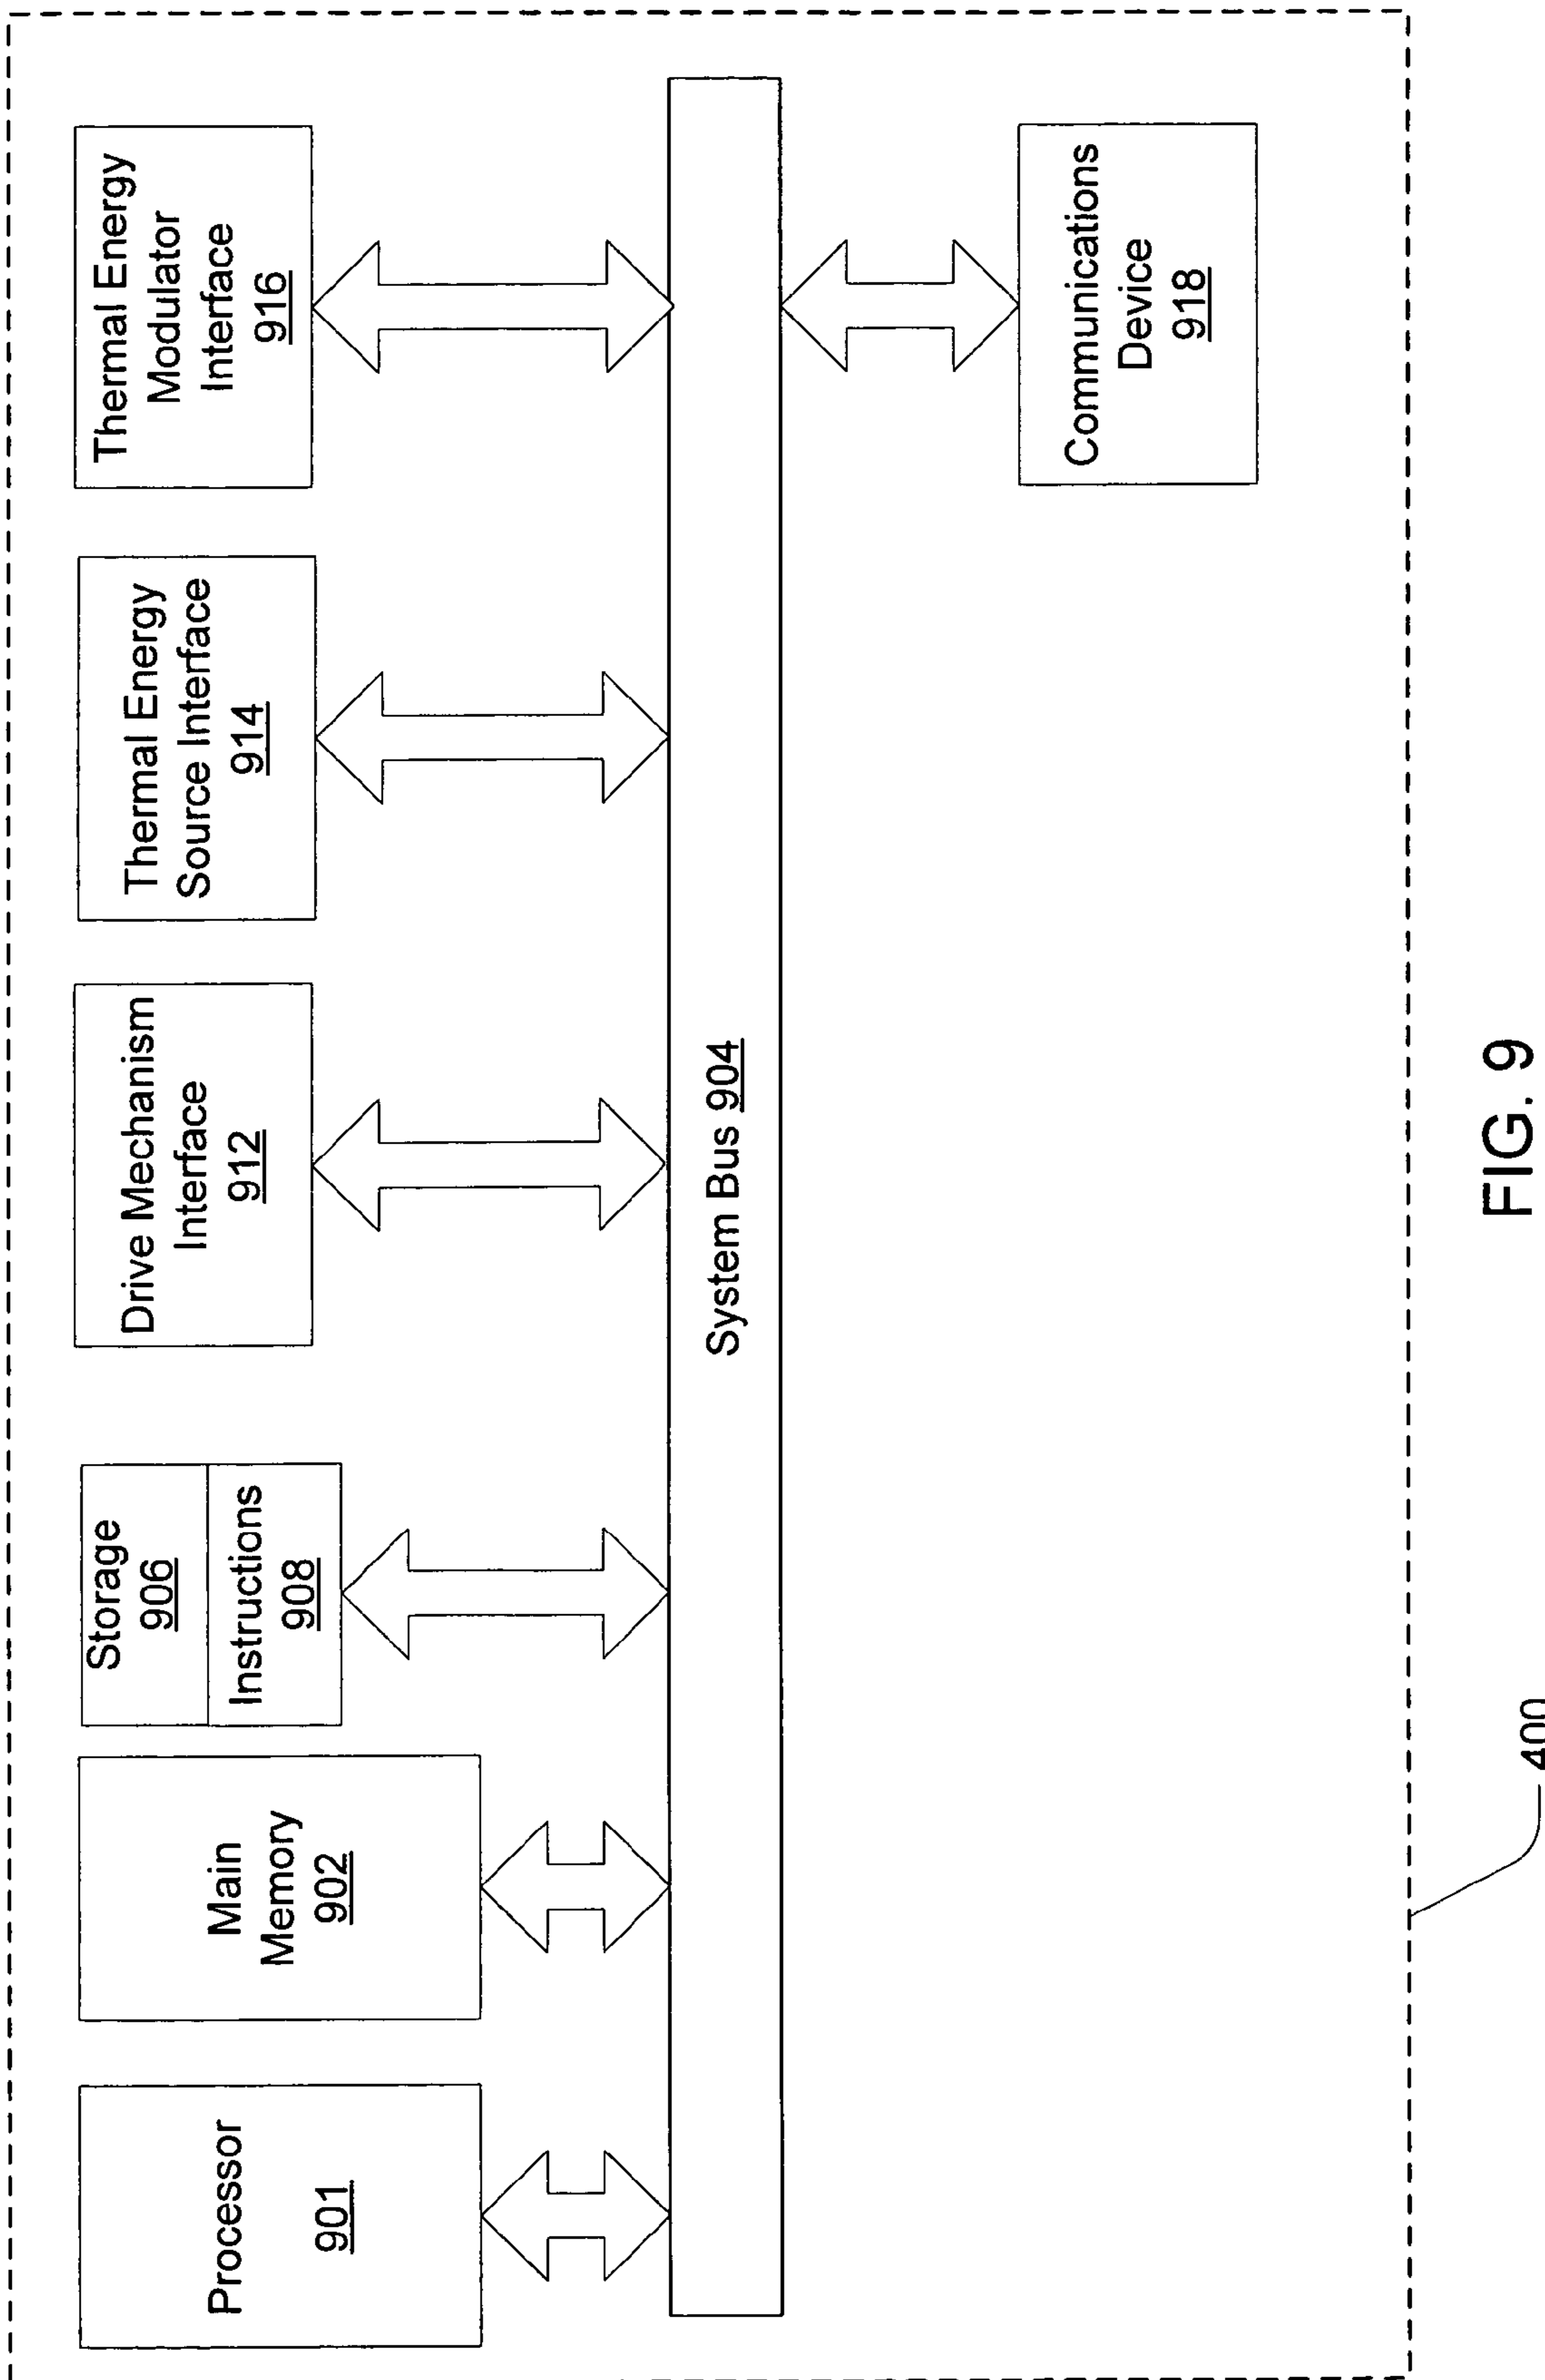 Processor
901
Main
Memory
902
Storage
906
Instructions
908
Drive Mechanism
Interface
912
Thermal Energy
Source Interface
914
Thermal Energy
Modulator
Interface
916
System Bus 904
Communications
Device
918
400
FIG. 9